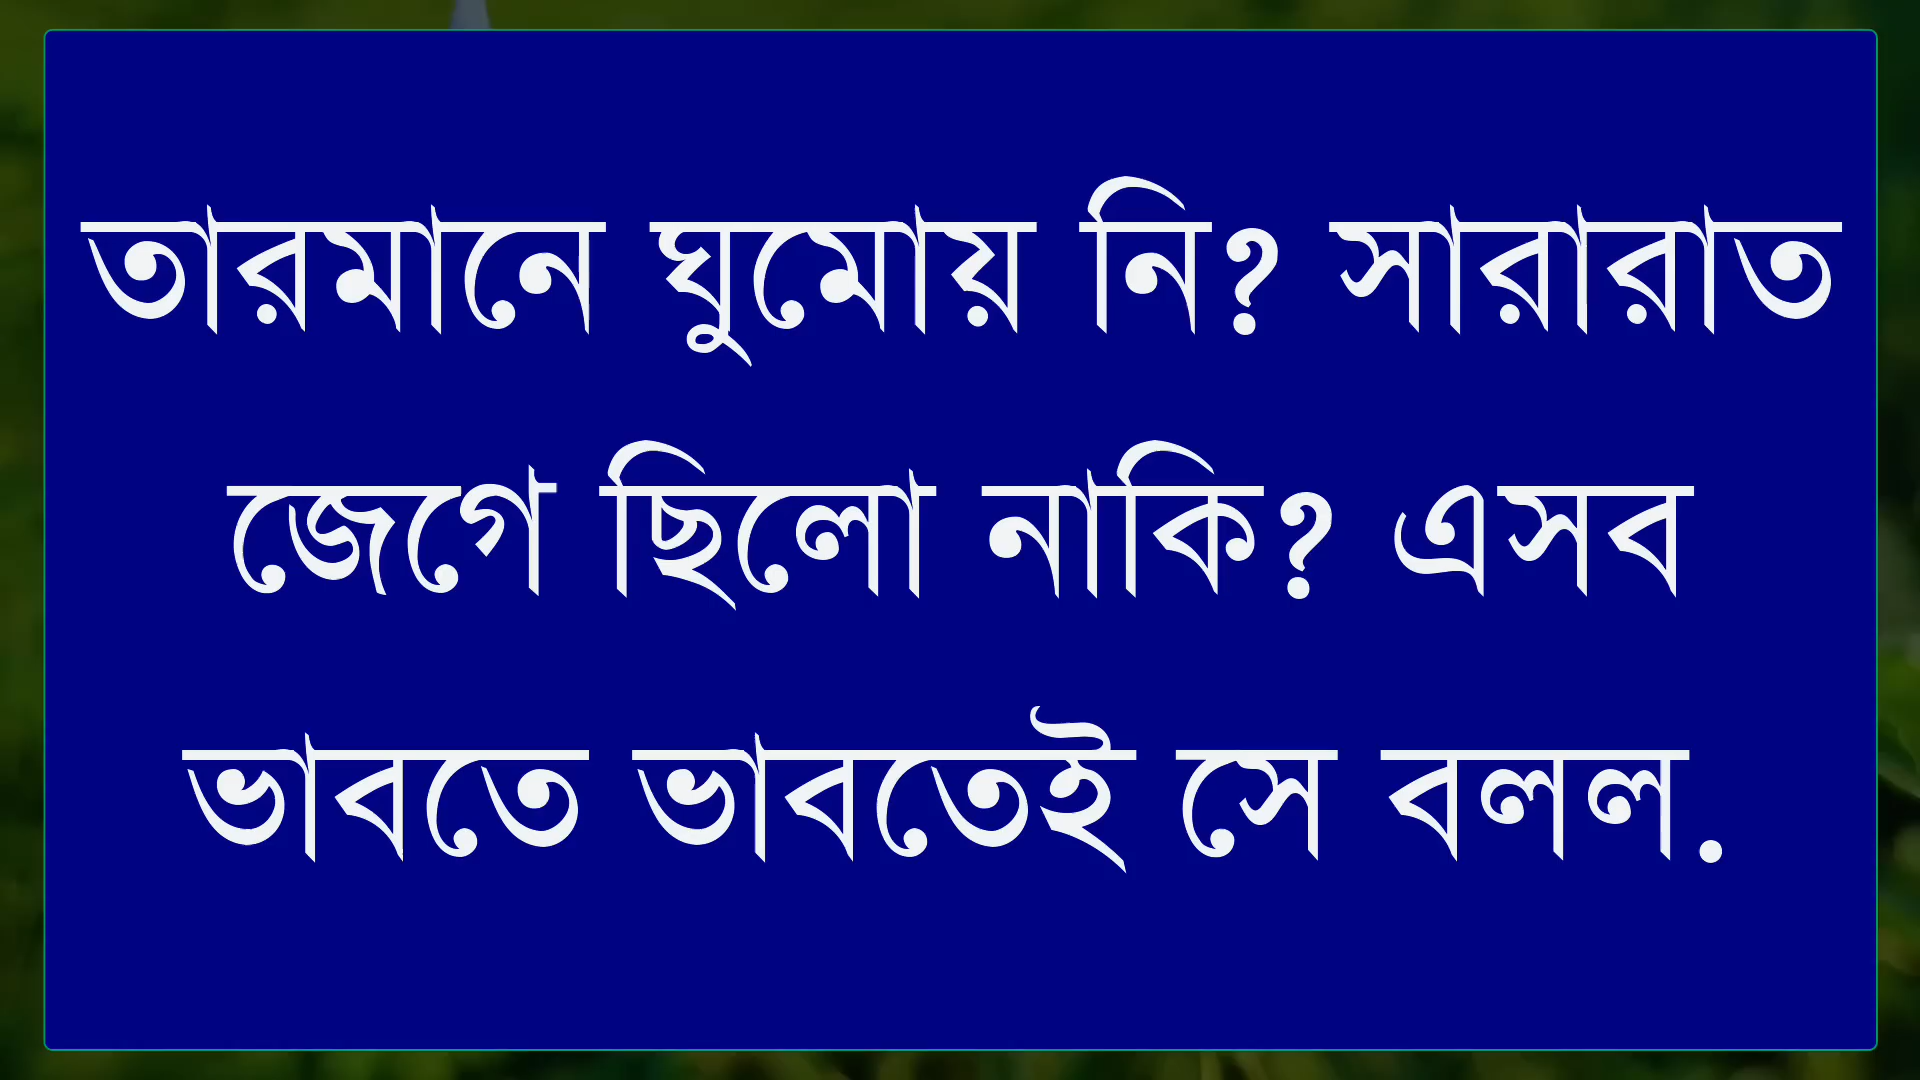 তারমানে ঘুমোয় নি? সারারাত
জেগে ছিলো নাকি? এসব
ভাবতে ভাবতেই সে বলল.